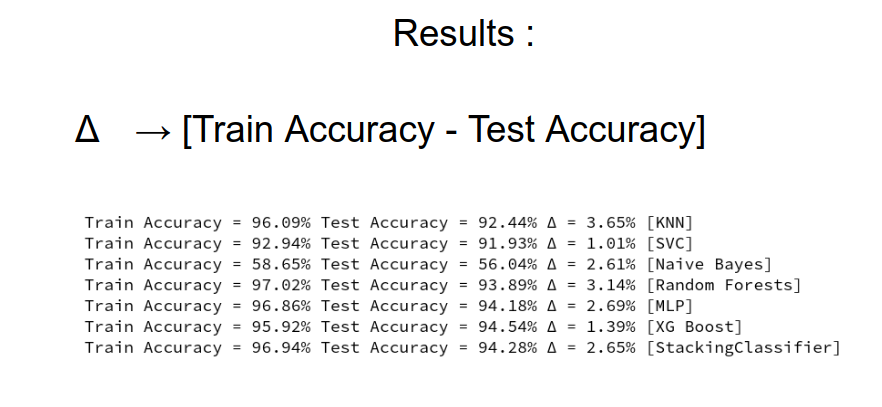 Results :
Δ → [Train Accuracy - Test Accuracy]
Train Accuracy = 96.09% Test Accuracy = 92.44% Δ = 3.65% [KNN]
Train Accuracy = 92.94% Test Accuracy = 91.93% Δ = 1.01% [SVC]
Train Accuracy = 58.65% Test Accuracy = 56.04% Δ = 2.61% [Naive Bayes]
Train Accuracy = 97.02% Test Accuracy = 93.89% Δ = 3.14% [Random Forests]
Train Accuracy = 96.86% Test Accuracy = 94.18% Δ = 2.69% [MLP]
Train Accuracy = 95.92% Test Accuracy = 94.54% Δ = 1.39% [XG Boost]
Train Accuracy = 96.94% Test Accuracy = 94.28% Δ = 2.65% [StackingClassifier]